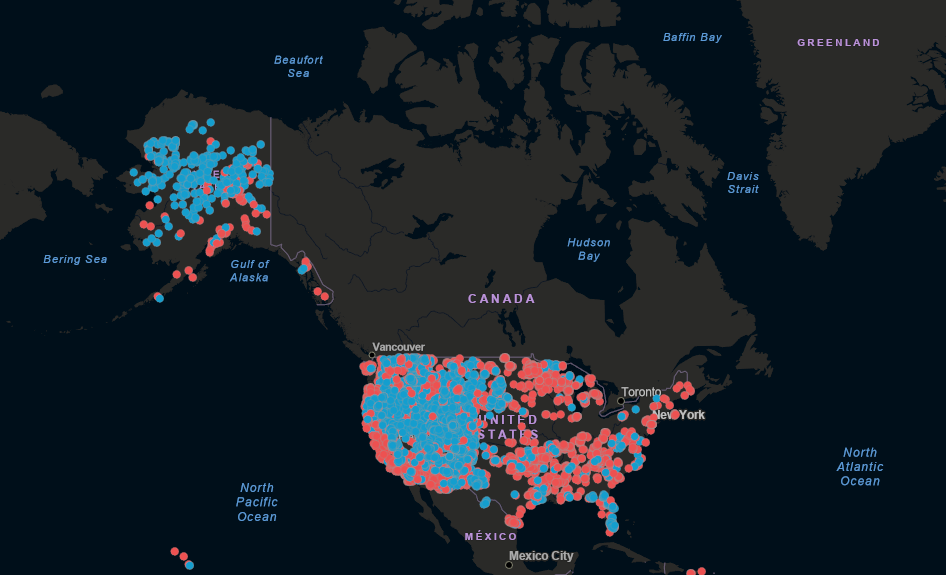 Baffin Bay
GREENLAND
Beaufort
Sea
Davis
Strait
Hudson
Bay
Bering Sea
Gulf of
Alaska
CANADA
Vancouver
Toronto
New York
UNITED
STATES
North
Atlantic
Ocean
North
Pacific
Ocean
MÉXICO
Mexico City